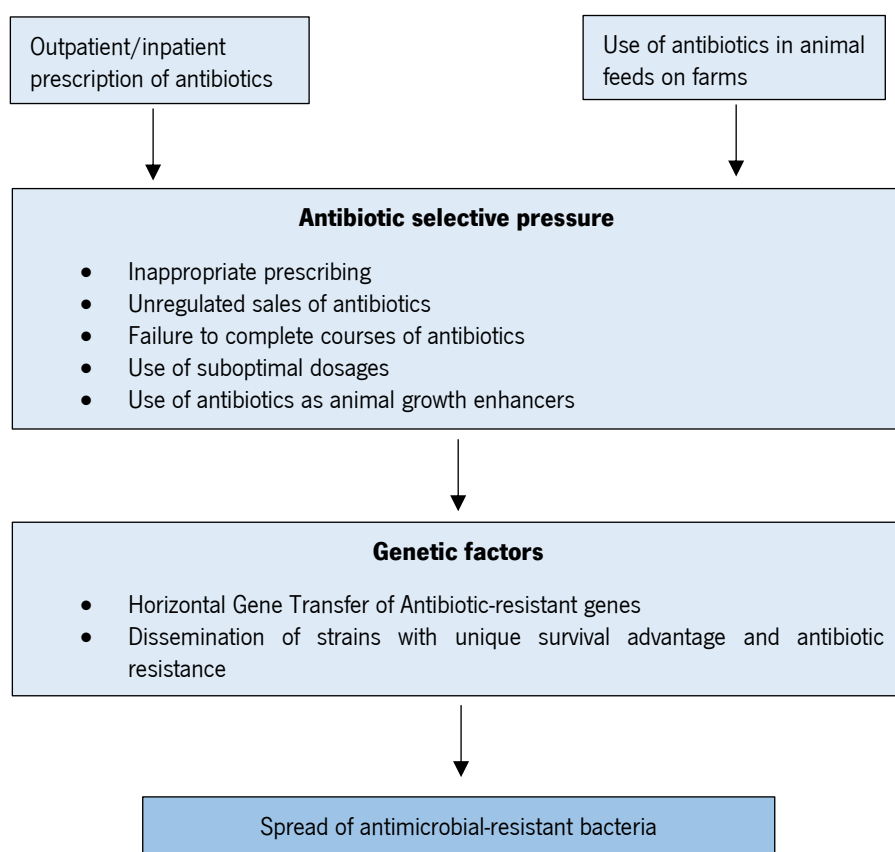 Outpatient/inpatient
prescription of antibiotics
Use of antibiotics in animal
feeds on farms
Antibiotic selective pressure
• Inappropriate prescribing
• Unregulated sales of antibiotics
• Failure to complete courses of antibiotics
• Use of suboptimal dosages
• Use of antibiotics as animal growth enhancers
Genetic factors
• Horizontal Gene Transfer of Antibiotic-resistant genes
• Dissemination of strains with unique survival advantage and antibiotic
resistance
Spread of antimicrobial-resistant bacteria